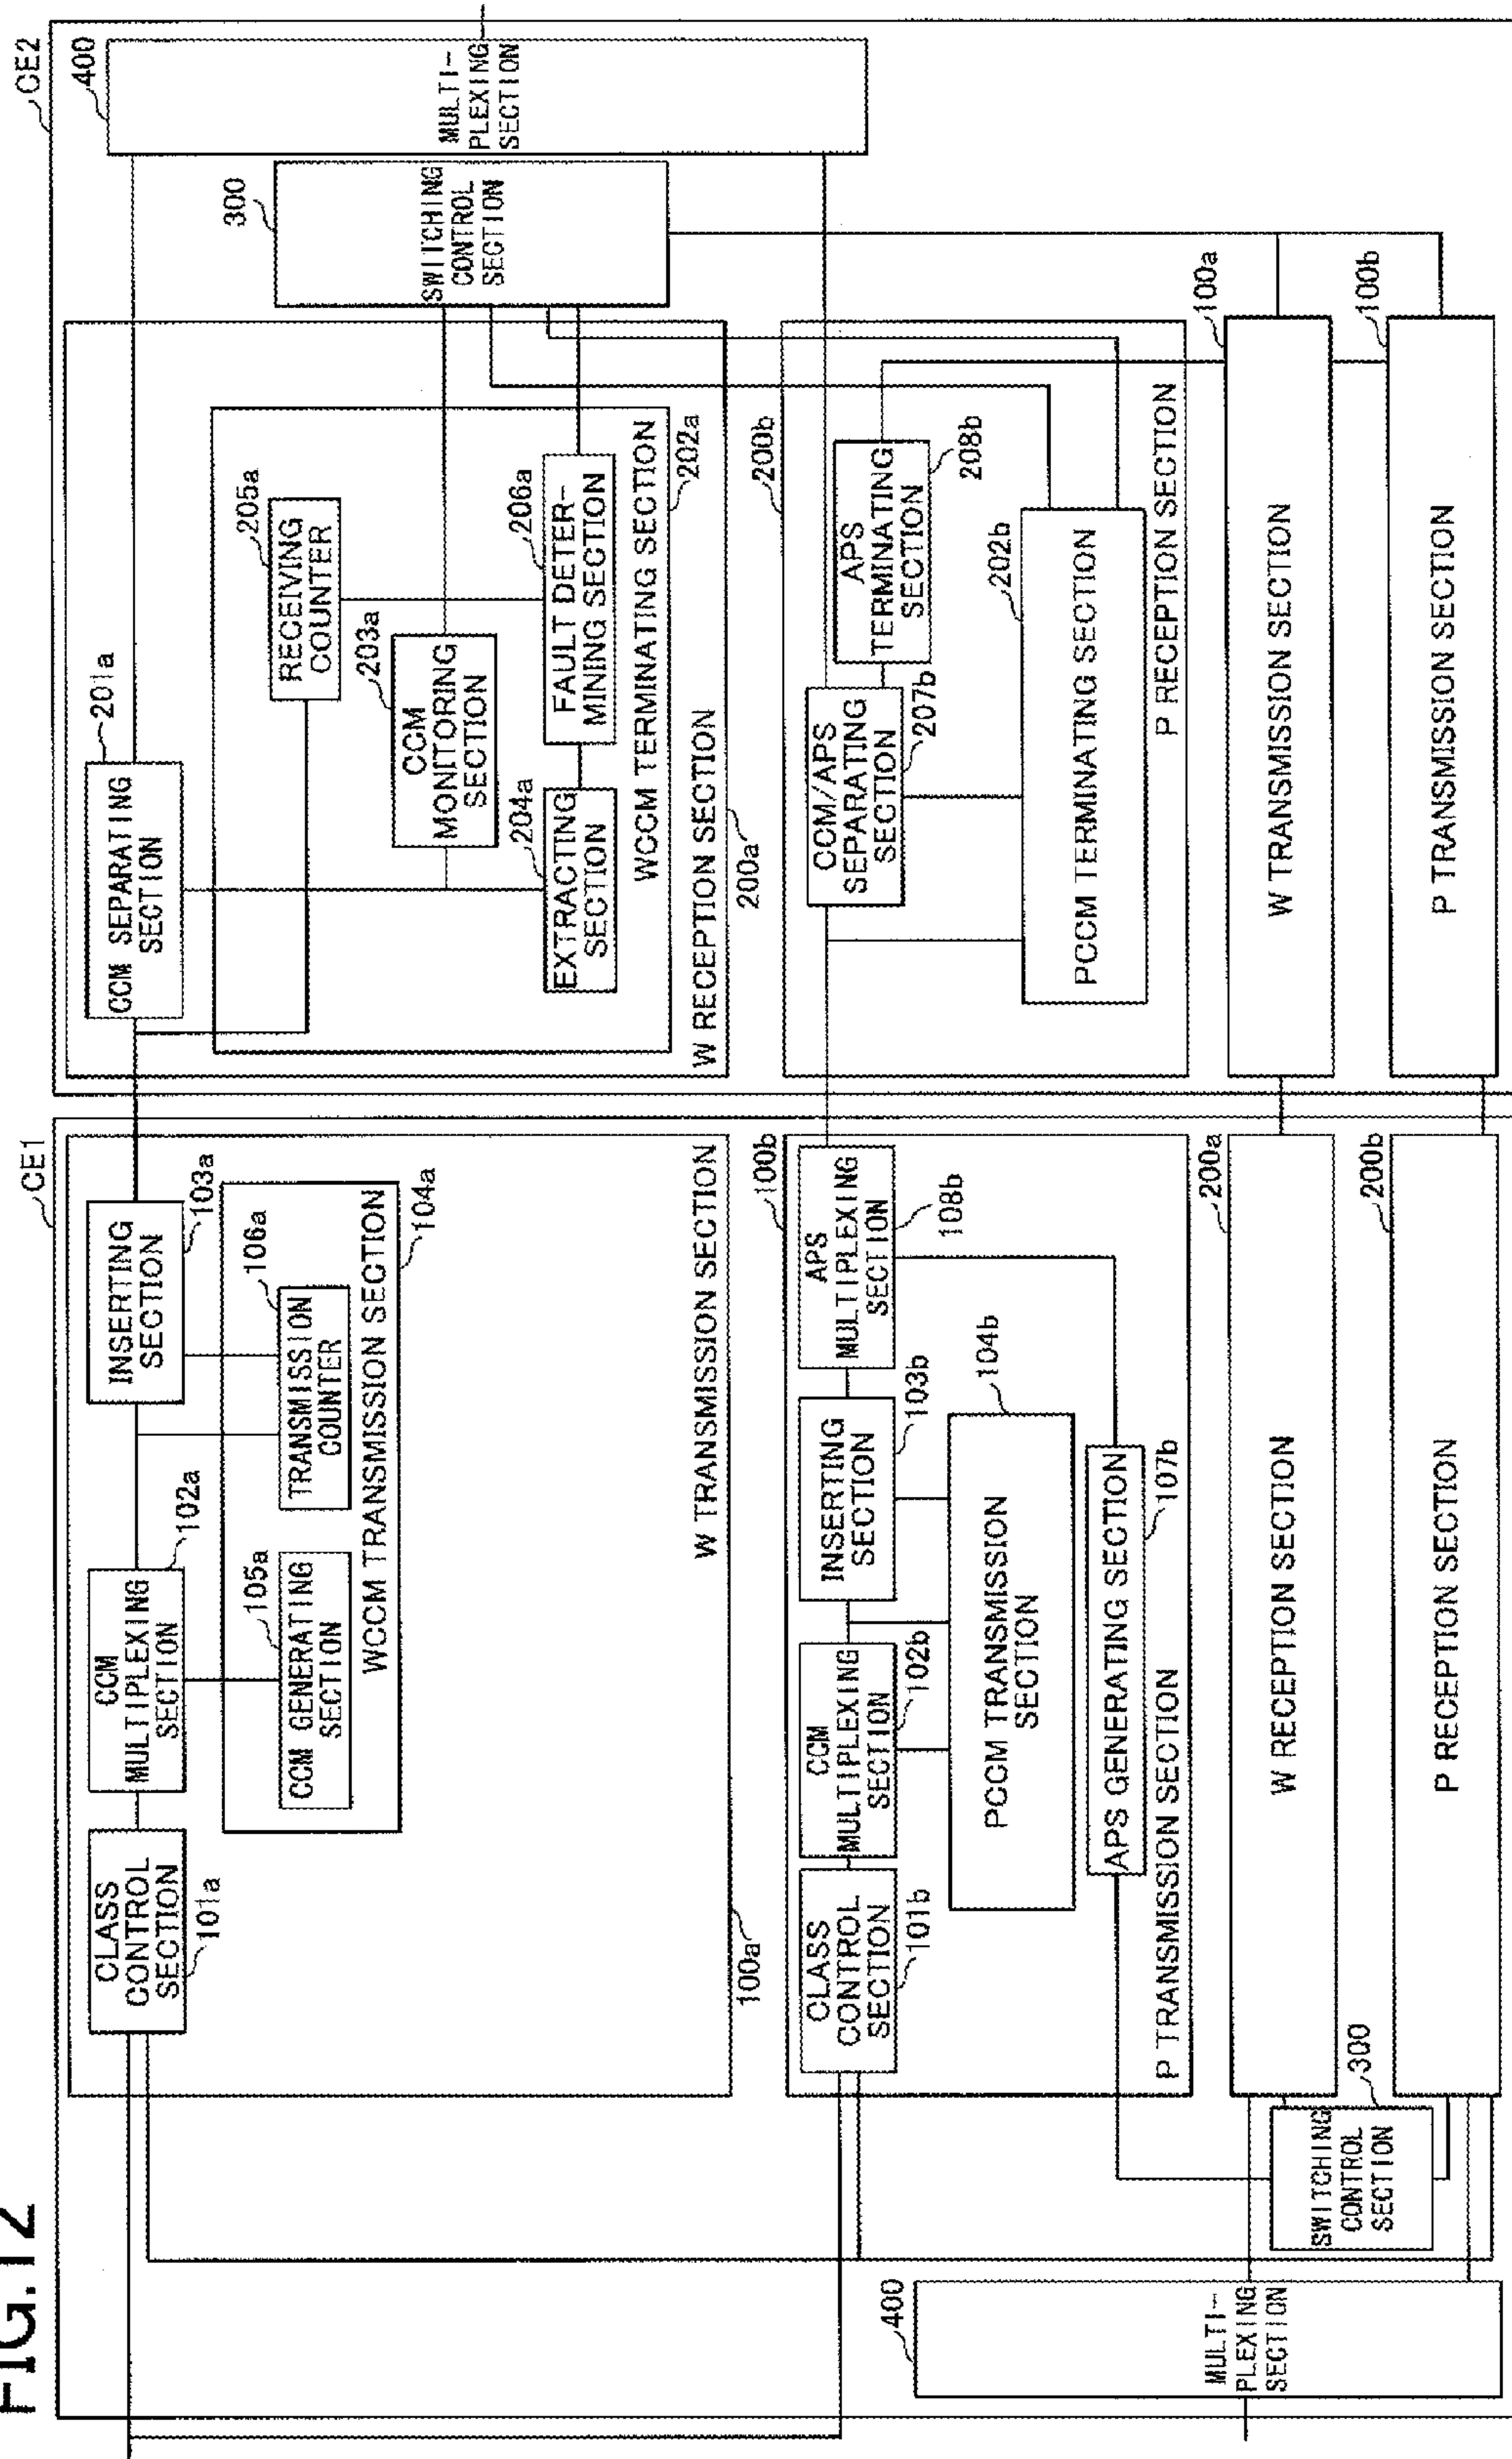 FIG.12
CE1
CLASS
CONTROL
SECTION
101a
CCM
MULTIPLEXING
SECTION
102a
INSERTING
SECTION
103a
CCM GENERATING
SECTION
105a
TRANSMISSION
COUNTER
106a
WCCM TRANSMISSION SECTION
104a
W TRANSMISSION SECTION
100a
CLASS
CONTROL
SECTION
101b
CCM
MULTIPLEXING
SECTION
102b
INSERTING
SECTION
103b
APS
MULTIPLEXING
SECTION
108b
100b
PCCM TRANSMISSION
SECTION
104b
APS GENERATING SECTION
107b
P TRANSMISSION SECTION
W RECEPTION SECTION
200a
P RECEPTION SECTION
200b
SWITCHING
CONTROL
SECTION
300
MULTI-
PLEXING
SECTION
400
CE2
CCM SEPARATING
SECTION
201a
RECEIVING
COUNTER
205a
CCM
MONITORING
SECTION
203a
EXTRACTING
SECTION
204a
FAULT DETER-
MINING SECTION
206a
WCCM TERMINATING SECTION
202a
W RECEPTION SECTION
200a
SWITCHING
CONTROL
SECTION
300
MULTI-
PLEXING
SECTION
400
200b
CCM/APS
SEPARATING
SECTION
207b
APS
TERMINATING
SECTION
208b
PCCM TERMINATING SECTION
202b
P RECEPTION SECTION
W TRANSMISSION SECTION
100a
P TRANSMISSION SECTION
100b